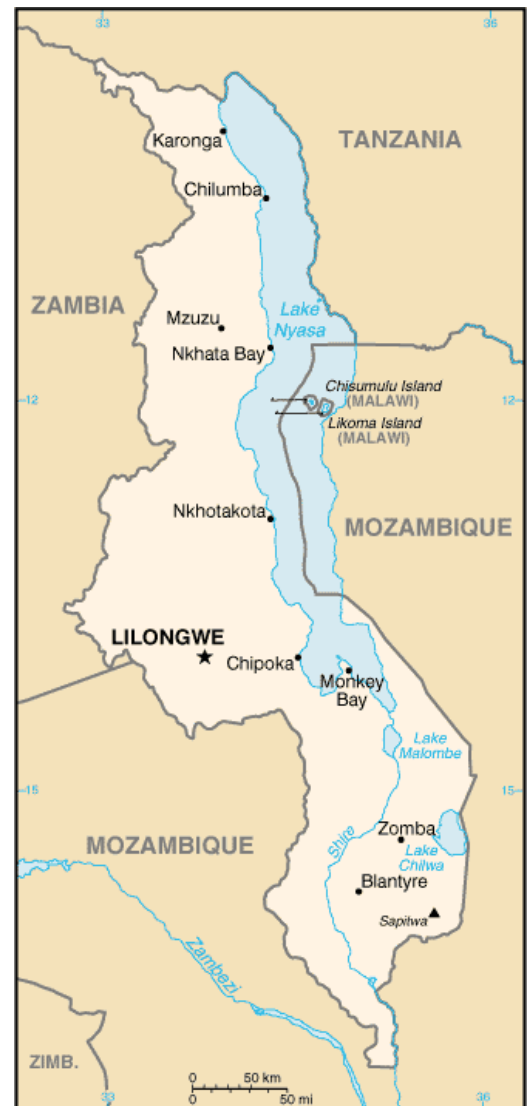 33
36
Karonga
TANZANIA
Chilumba
ZAMBIA
Lake
Nyasa
Mzuzu
Nkhata Bay
Chisumulu Island
(MALAWI)
12
12
Likoma Island
(MALAWI)
Nkhotakota
MOZAMBIQUE
LILONGWE
Chipoka
Monkey
Bay
Lake
Malombe
15
15
Zomba
MOZAMBIQUE
Shire
Lake
Chilwa
Blantyre
Sapitwa
Zambezi
ZIMB.
0
50 km
0
50 mi
33
36